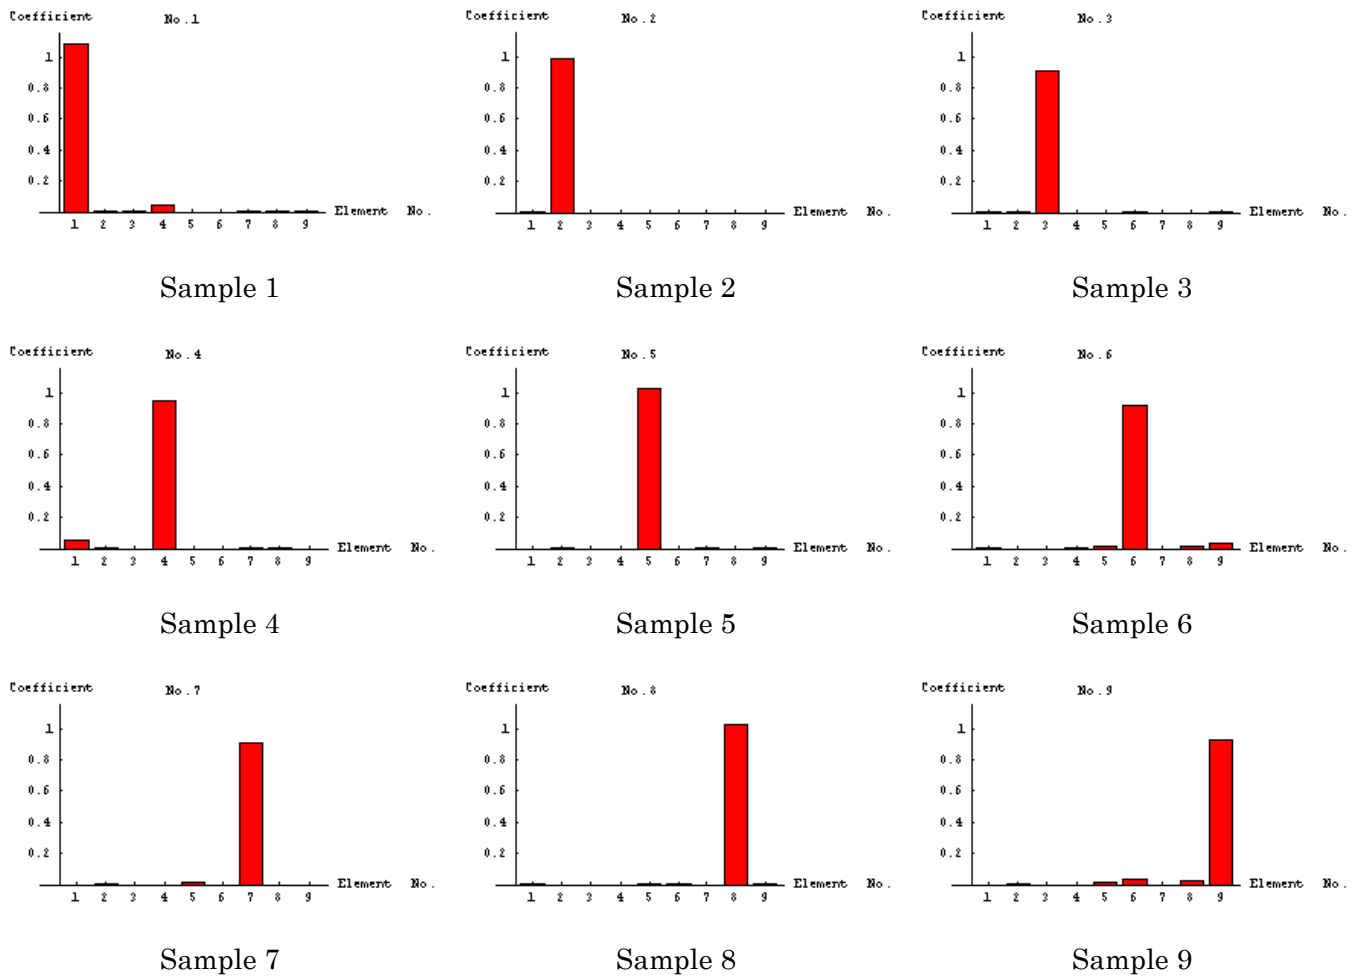 Coefficient No.1
1
0.8
0.6
0.4
0.2
1 2 3 4 5 6 7 8 9 Element No.
Sample 1
Coefficient No.2
1
0.8
0.6
0.4
0.2
1 2 3 4 5 6 7 8 9 Element No.
Sample 2
Coefficient No.3
1
0.8
0.6
0.4
0.2
1 2 3 4 5 6 7 8 9 Element No.
Sample 3
Coefficient No.4
1
0.8
0.6
0.4
0.2
1 2 3 4 5 6 7 8 9 Element No.
Sample 4
Coefficient No.5
1
0.8
0.6
0.4
0.2
1 2 3 4 5 6 7 8 9 Element No.
Sample 5
Coefficient No.6
1
0.8
0.6
0.4
0.2
1 2 3 4 5 6 7 8 9 Element No.
Sample 6
Coefficient No.7
1
0.8
0.6
0.4
0.2
1 2 3 4 5 6 7 8 9 Element No.
Sample 7
Coefficient No.8
1
0.8
0.6
0.4
0.2
1 2 3 4 5 6 7 8 9 Element No.
Sample 8
Coefficient No.9
1
0.8
0.6
0.4
0.2
1 2 3 4 5 6 7 8 9 Element No.
Sample 9